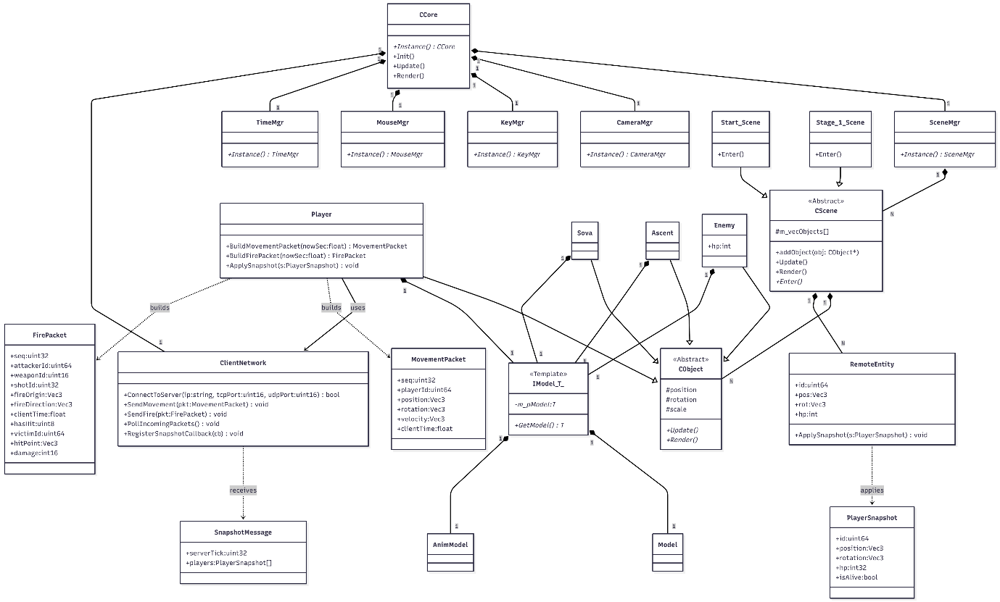 CCore
+Instance() : CCore
+Init()
+Update()
+Render()
1
1
1
1
1
1
1
1
1
1
1
1
TimeMgr
+Instance() : TimeMgr
MouseMgr
+Instance() : MouseMgr
KeyMgr
+Instance() : KeyMgr
CameraMgr
+Instance() : CameraMgr
Start_Scene
+Enter()
Stage_1_Scene
+Enter()
SceneMgr
+Instance() : SceneMgr
1
N
«Abstract»
CScene
#m_vecObjects[]
+addObject(obj: CObject*)
+Update()
+Render()
+Enter()
Player
+BuildMovementPacket(nowSec:float) : MovementPacket
+BuildFirePacket(nowSec:float) : FirePacket
+ApplySnapshot(s:PlayerSnapshot) : void
Sova
Ascent
Enemy
+hp:int
1
1
1
1
1
1
builds
builds
uses
FirePacket
+seq:uint32
+attackerId:uint64
+weaponId:uint16
+shotId:uint32
+fireOrigin:Vec3
+fireDirection:Vec3
+clientTime:float
+hasHit:uint8
+victimId:uint64
+hitPoint:Vec3
+damage:int16
ClientNetwork
+ConnectToServer(ip:string, tcpPort:uint16, udpPort:uint16) : bool
+SendMovement(pkt:MovementPacket) : void
+SendFire(pkt:FirePacket) : void
+PollIncomingPackets() : void
+RegisterSnapshotCallback(cb) : void
MovementPacket
+seq:uint32
+playerId:uint64
+position:Vec3
+rotation:Vec3
+velocity:Vec3
+clientTime:float
1
1
1
1
«Template»
IModel_T_
-m_pModel:T
+GetModel() : T
«Abstract»
CObject
#position
#rotation
#scale
+Update()
+Render()
N
N
RemoteEntity
+id:uint64
+pos:Vec3
+rot:Vec3
+hp:int
+ApplySnapshot(s:PlayerSnapshot) : void
1
1
receives
applies
SnapshotMessage
+serverTick:uint32
+players:PlayerSnapshot[]
1
AnimModel
1
Model
PlayerSnapshot
+id:uint64
+position:Vec3
+rotation:Vec3
+hp:int32
+isAlive:bool